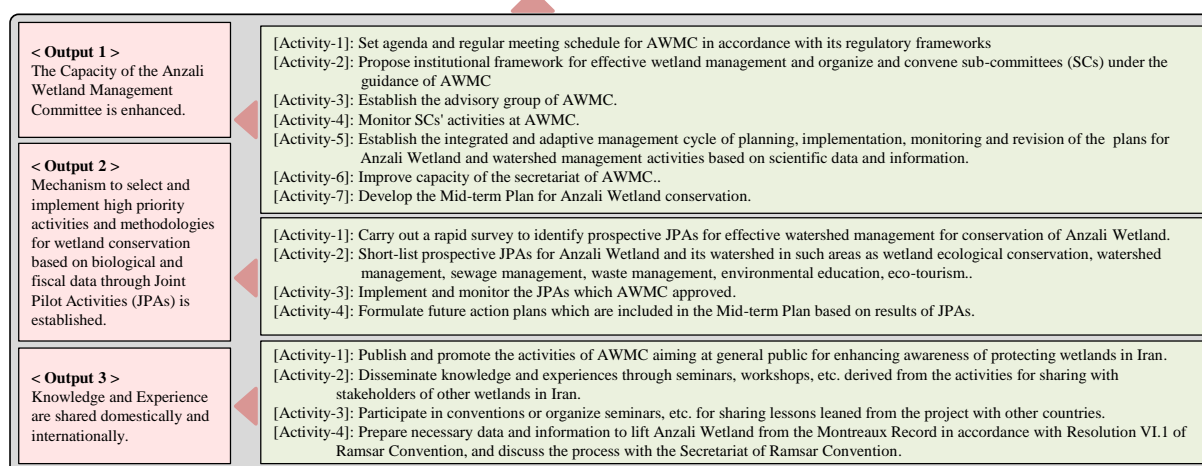 < Output 1 >
The Capacity of the Anzali
Wetland Management
Committee is enhanced.
[Activity-1]: Set agenda and regular meeting schedule for AWMC in accordance with its regulatory frameworks
[Activity-2]: Propose institutional framework for effective wetland management and organize and convene sub-committees (SCs) under the
guidance of AWMC
[Activity-3]: Establish the advisory group of AWMC.
[Activity-4]: Monitor SCs' activities at AWMC.
[Activity-5]: Establish the integrated and adaptive management cycle of planning, implementation, monitoring and revision of the plans for
Anzali Wetland and watershed management activities based on scientific data and information.
[Activity-6]: Improve capacity of the secretariat of AWMC..
[Activity-7]: Develop the Mid-term Plan for Anzali Wetland conservation.
< Output 2 >
Mechanism to select and
implement high priority
activities and methodologies
for wetland conservation
based on biological and
fiscal data through Joint
Pilot Activities (JPAs) is
established.
[Activity-1]: Carry out a rapid survey to identify prospective JPAs for effective watershed management for conservation of Anzali Wetland.
[Activity-2]: Short-list prospective JPAs for Anzali Wetland and its watershed in such areas as wetland ecological conservation, watershed
management, sewage management, waste management, environmental education, eco-tourism..
[Activity-3]: Implement and monitor the JPAs which AWMC approved.
[Activity-4]: Formulate future action plans which are included in the Mid-term Plan based on results of JPAs.
< Output 3 >
Knowledge and Experience
are shared domestically and
internationally.
[Activity-1]: Publish and promote the activities of AWMC aiming at general public for enhancing awareness of protecting wetlands in Iran.
[Activity-2]: Disseminate knowledge and experiences through seminars, workshops, etc. derived from the activities for sharing with
stakeholders of other wetlands in Iran.
[Activity-3]: Participate in conventions or organize seminars, etc. for sharing lessons leaned from the project with other countries.
[Activity-4]: Prepare necessary data and information to lift Anzali Wetland from the Montreaux Record in accordance with Resolution VI.1 of
Ramsar Convention, and discuss the process with the Secretariat of Ramsar Convention.